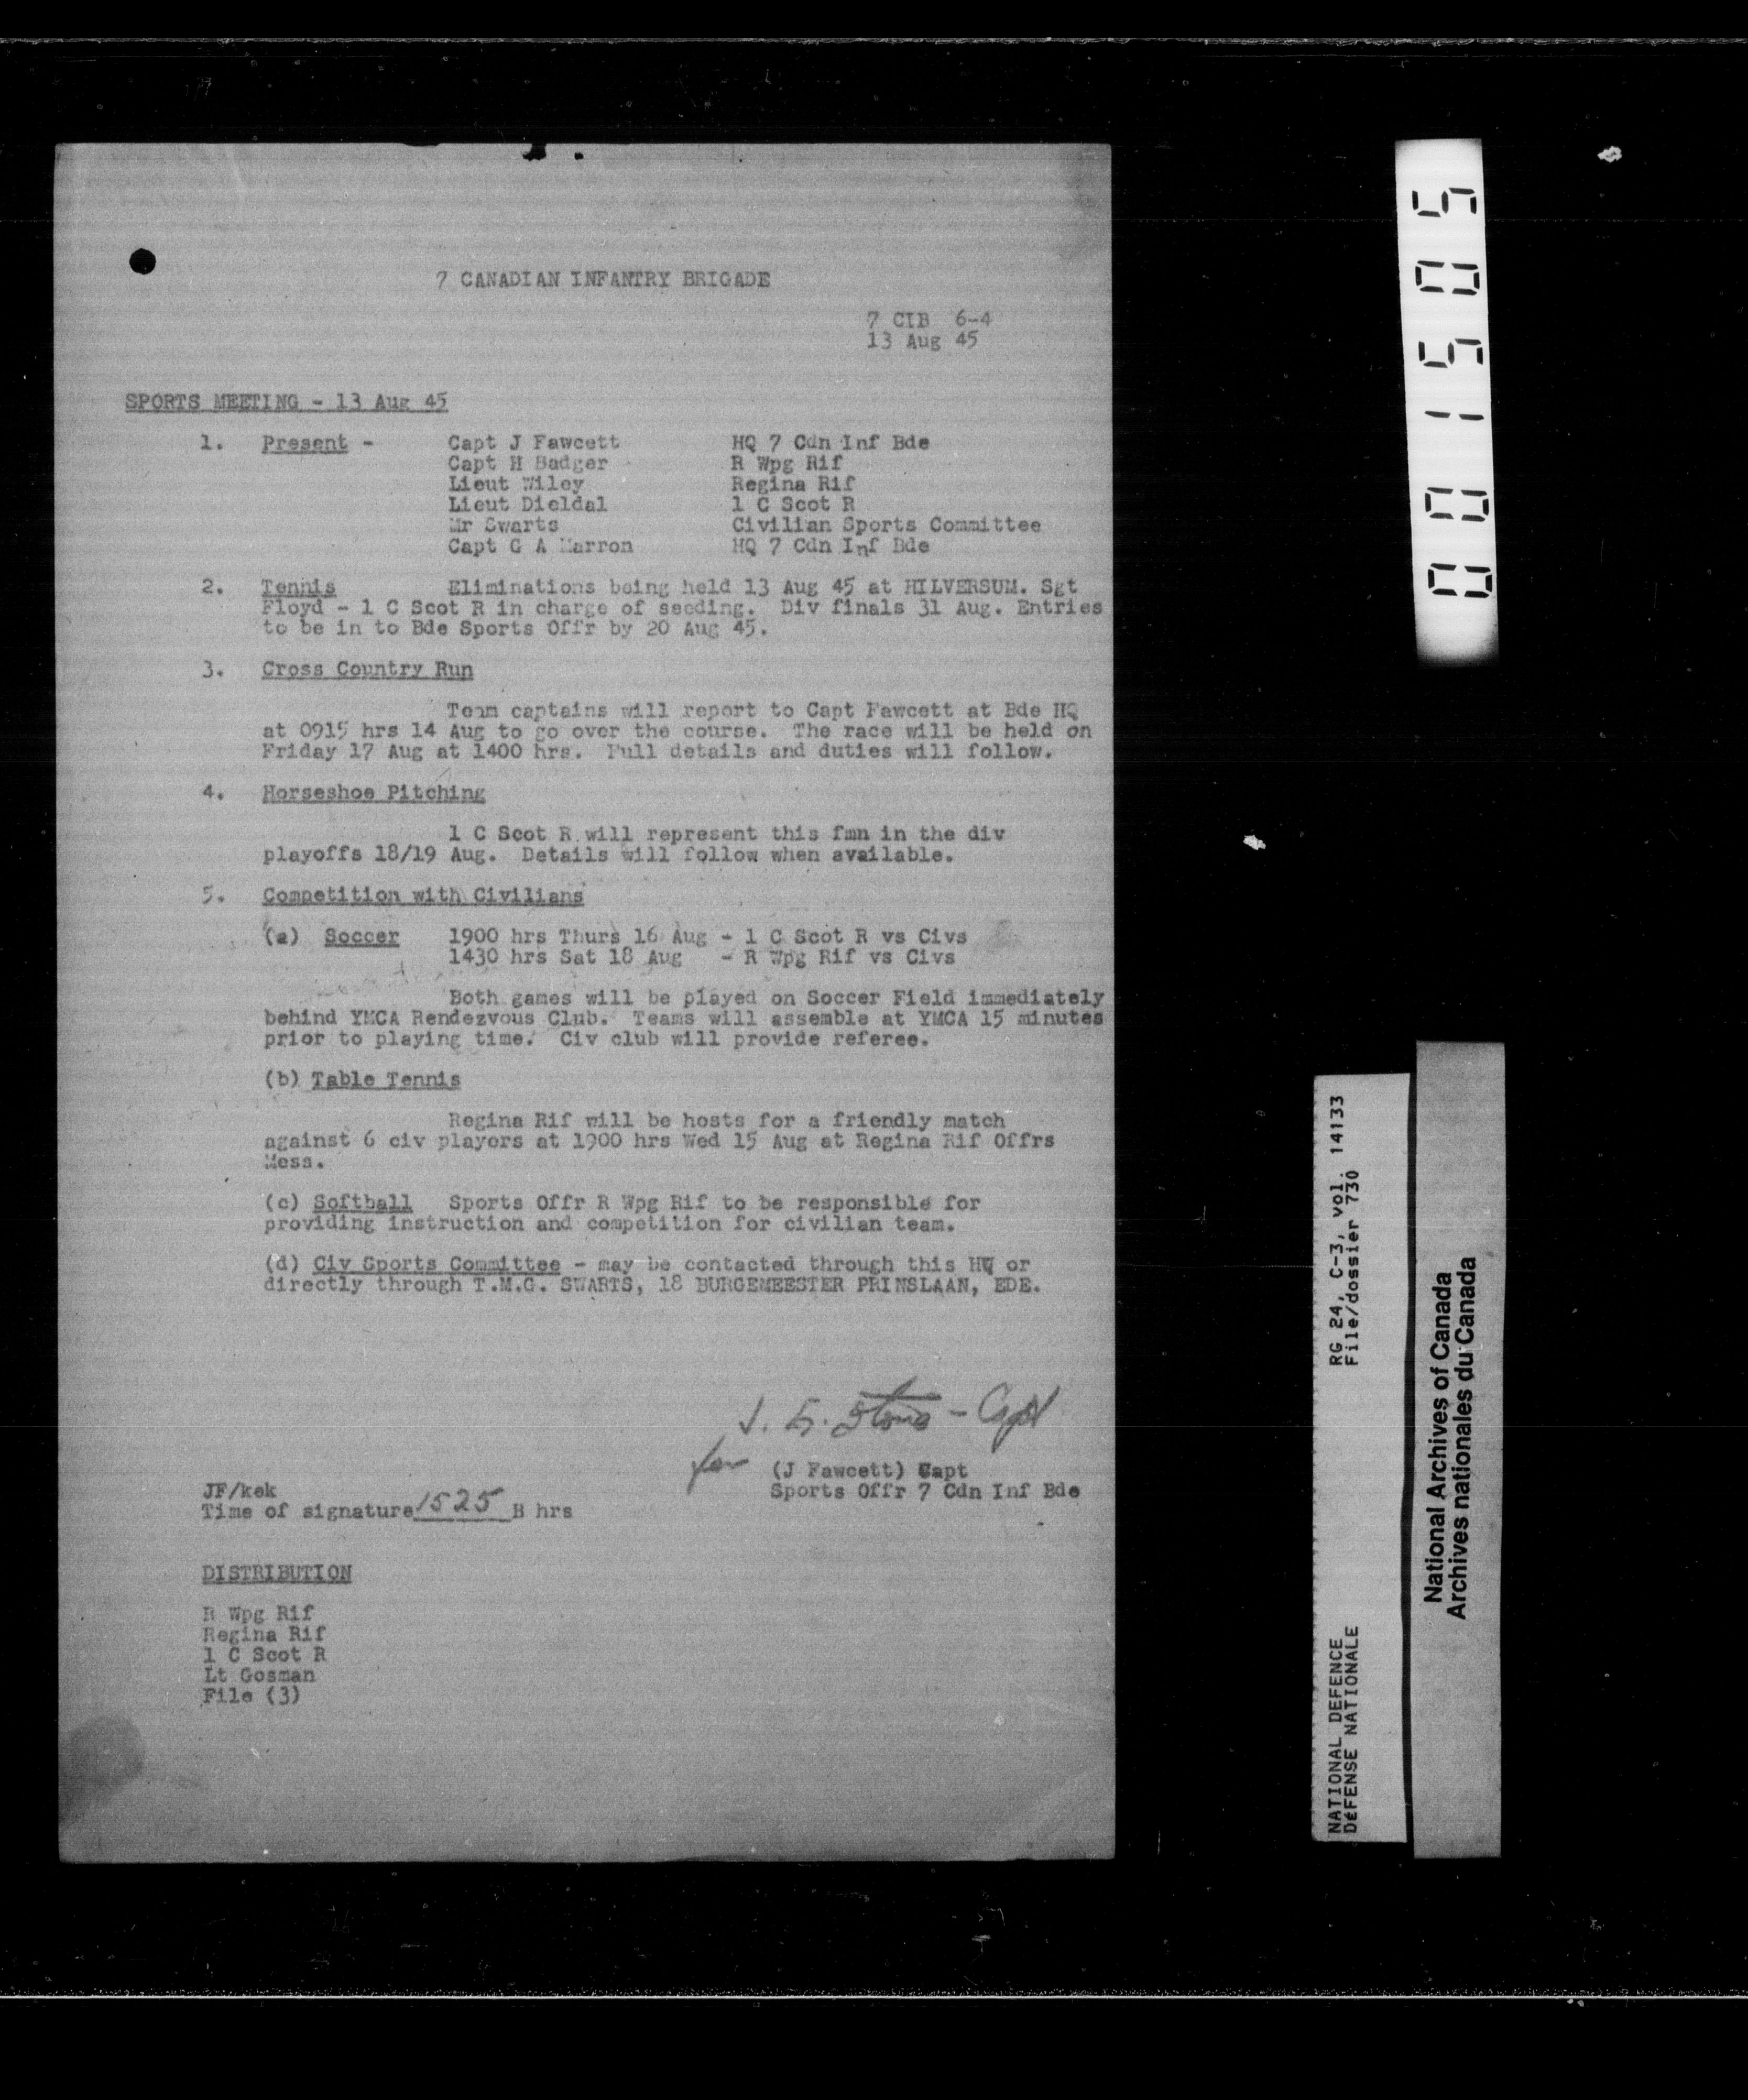 7 CANADIAN INFANTRY BRIGADE
7 CIB 6-4
13 Aug 45
SPORTS MEETING - 13 Aug 45
1. Present - Capt J Fawcett HQ 7 Cdn Inf Bde
Capt H Badger R Wpg Rif
Lieut Wiley Regina Rif
Lieut Dieldal 1 C Scot R
Mr Swarts Civilian Sports Committee
Capt G A Marron HQ 7 Cdn Inf Bde
2. Tennis Eliminations being held 13 Aug 45 at HILVERSUM. Sgt
Floyd - 1 C Scot R in charge of seeding. Div finals 31 Aug. Entries
to be in to Bde Sports Offr by 20 Aug 45.
3. Cross Country Run
Team captains will report to Capt Fawcett at Bde HQ
at 0915 hrs 14 Aug to go over the course. The race will be held on
Friday 17 Aug at 1400 hrs. Full details and duties will follow.
4. Horseshoe Pitching
1 C Scot R will represent this fmn in the div
playoffs 18/19 Aug. Details will follow when available.
5. Competition with Civilians
(a) Soccer 1900 hrs Thurs 16 Aug - 1 C Scot R vs Civs
1430 hrs Sat 18 Aug - R Wpg Rif vs Civs
Both games will be played on Soccer Field immediately
behind YMCA Rendezvous Club. Teams will assemble at YMCA 15 minutes
prior to playing time. Civ club will provide referee.
(b) Table Tennis
Regina Rif will be hosts for a friendly match
against 6 civ players at 1900 hrs Wed 15 Aug at Regina Rif Offrs
Mess.
(c) Softball Sports Offr R Wpg Rif to be responsible for
providing instruction and competition for civilian team.
(d) Civ Sports Committee - may be contacted through this HQ or
directly through T.M.G. SWARTS, 18 BURGEMEESTER PRINSLAAN, EDE.
- Capt
for (J Fawcett) Capt
Sports Offr 7 Cdn Inf Bde
JF/kek
Time of signature 1525 B hrs
DISTRIBUTION
R Wpg Rif
Regina Rif
1 C Scot R
Lt Gosman
File (3)
001505
NATIONAL DEFENCE RG 24, C-3, vol. 14133
DéFENSE NATIONALE File/dossier 730
National Archives of Canada
Archives nationales du Canada